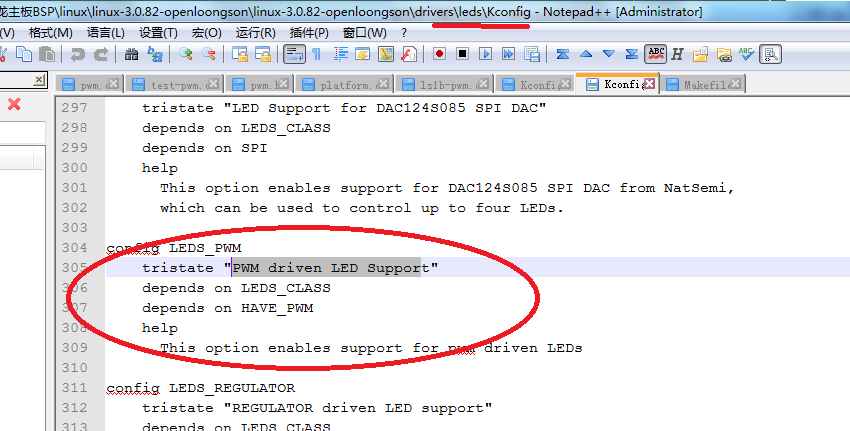 龙主板BSP\linux\linux-3.0.82-openloongson\linux-3.0.82-openloongson\drivers\leds\Kconfig - Notepad++ [Administrator]
(V) 格式(M) 语言(L) 设置(T) 宏(O) 运行(R) 插件(P) 窗口(W) ?
pwm. test-pwm. pwm. platform. ls1b-pwm. Kconfig Kconfig Makefile
297 tristate "LED Support for DAC124S085 SPI DAC"
298 depends on LEDS_CLASS
299 depends on SPI
300 help
301 This option enables support for DAC124S085 SPI DAC from NatSemi,
302 which can be used to control up to four LEDs.
303
304 config LEDS_PWM
305 tristate "PWM driven LED Support"
306 depends on LEDS_CLASS
307 depends on HAVE_PWM
308 help
309 This option enables support for pwm driven LEDs
310
311 config LEDS_REGULATOR
312 tristate "REGULATOR driven LED support"
313 depends on LEDS_CLASS